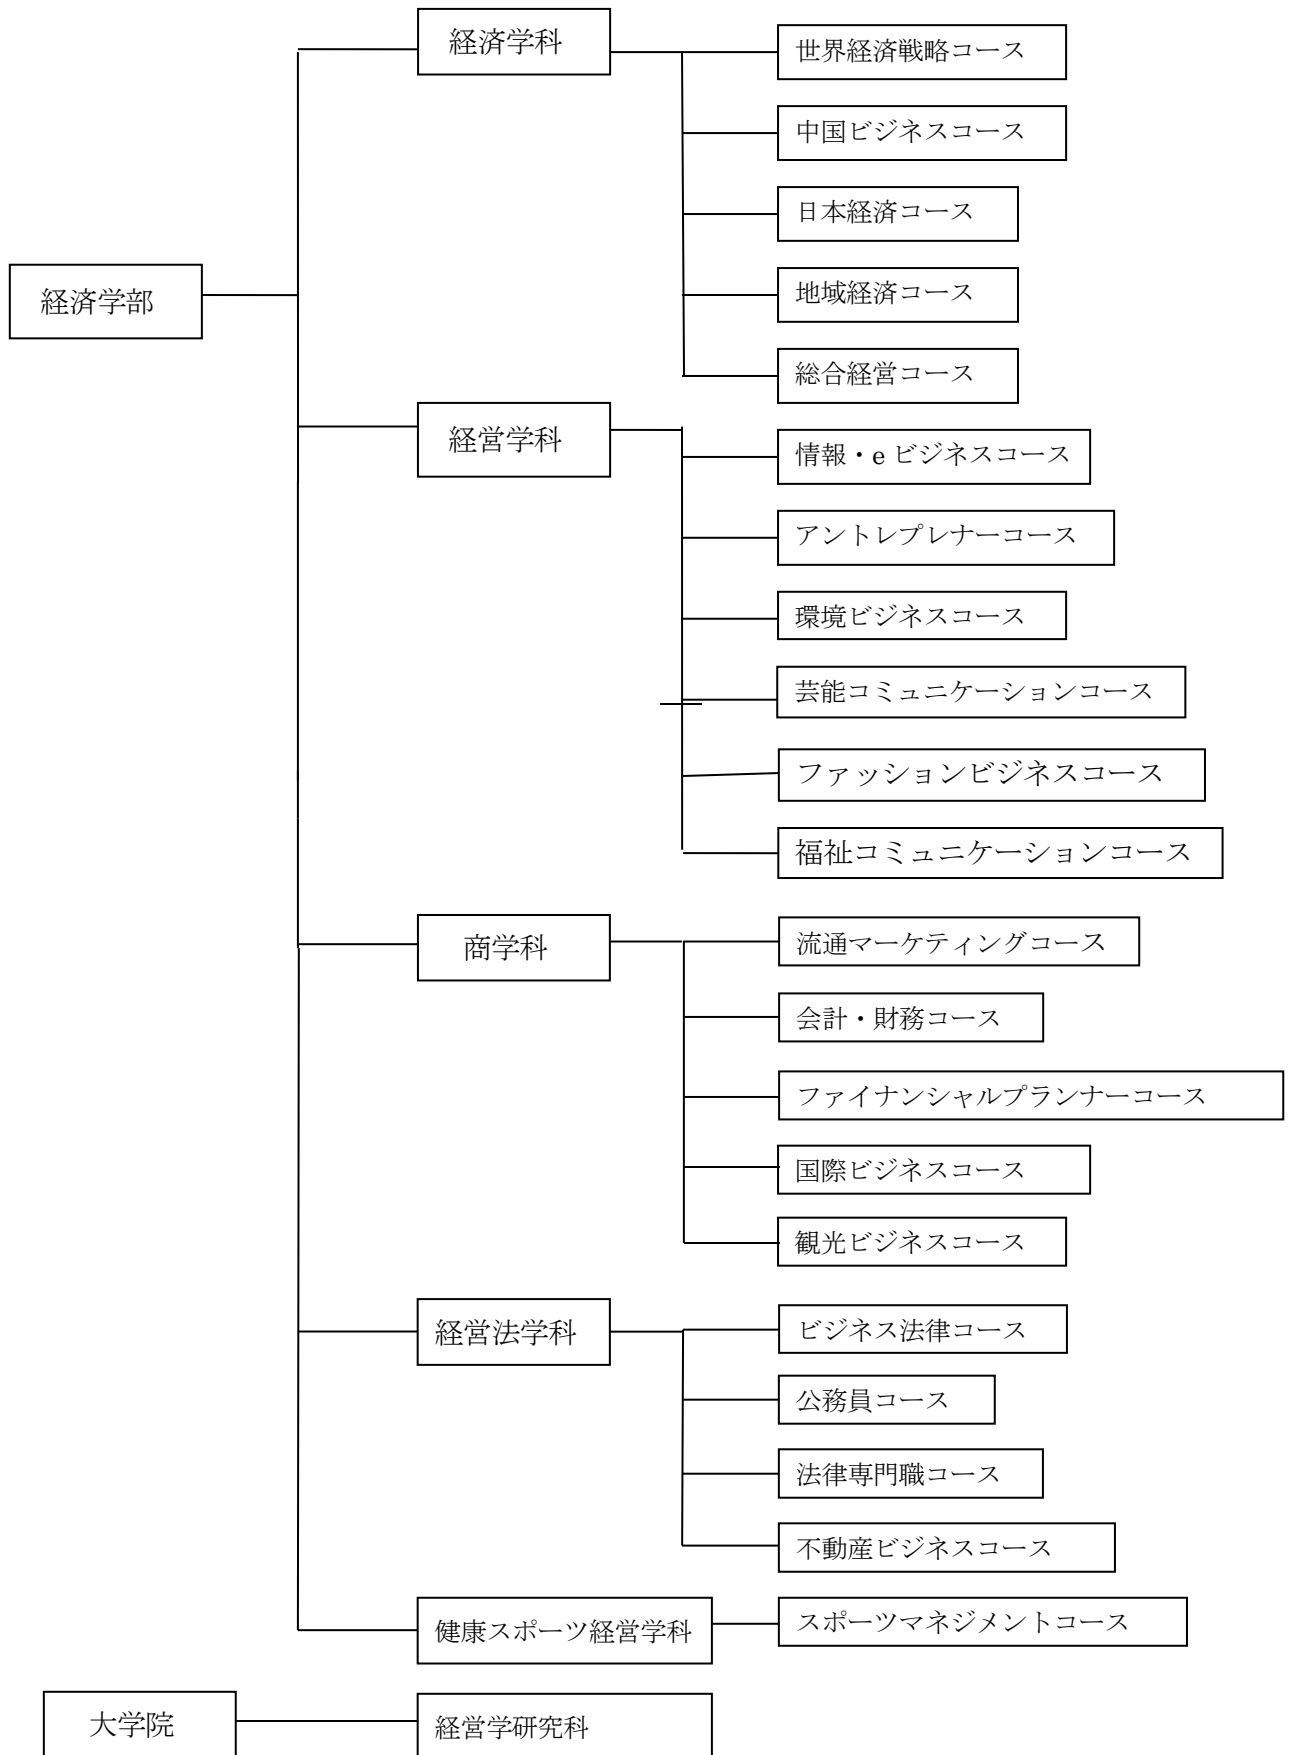 経済学部
経済学科
世界経済戦略コース
中国ビジネスコース
日本経済コース
地域経済コース
総合経営コース
経営学科
情報・e ビジネスコース
アントレプレナーコース
環境ビジネスコース
芸能コミュニケーションコース
ファッションビジネスコース
福祉コミュニケーションコース
商学科
流通マーケティングコース
会計・財務コース
ファイナンシャルプランナーコース
国際ビジネスコース
観光ビジネスコース
経営法学科
ビジネス法律コース
公務員コース
法律専門職コース
不動産ビジネスコース
健康スポーツ経営学科
スポーツマネジメントコース
大学院
経営学研究科